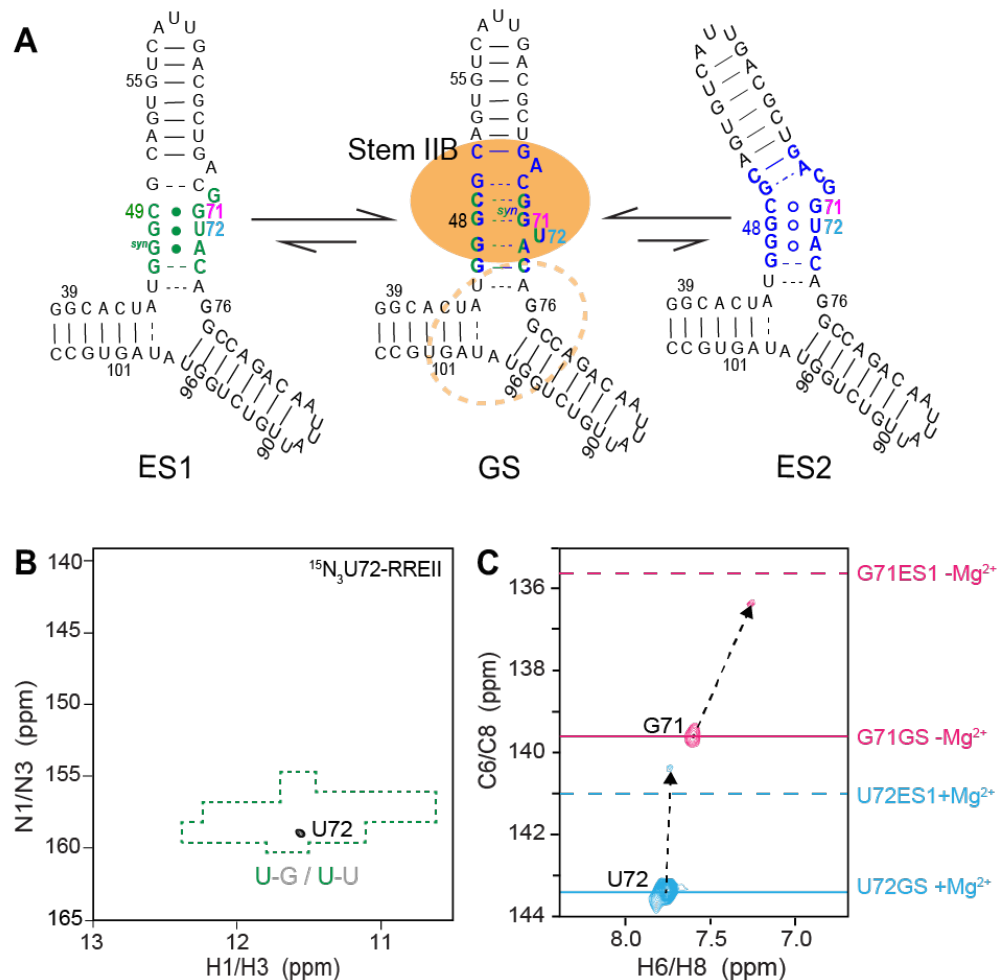 A
ES1
A U U
C G
U A
55 G C
U G
G C
A U
C G
A
G C
G
49 C G 71
G U 72
syn G A
G C
U A
39
G G C A C U A G76
C C G U G A U A U
101
G C C A G A C A A U U
96 G G U C U G U U A
90
GS
A U U
C G
U A
55 G C
U G
G C
A U
Stem IIB C G
A
G C
C G
syn
48 G G 71
U 72
G A
G C
U A
39
G G C A C U A G76
C C G U G A U A U
101
G C C A G A C A A U U
96 G G U C U G U U A
90
ES2
U U
A G
C A
U C
G G
U C
G U
A G
C A
G C
C G
48 G G 71
G U 72
G A
U C
A A
39
G G C A C U G76
C C G U G A U A U
101
G C C A G A C A A U U
96 G G U C U G U U A
90
B
¹⁵N₃U72-RREII
140
145
150
155
160
165
N1/N3 (ppm)
U72
U-G / U-U
13 12 11
H1/H3 (ppm)
C
136
138
140
142
144
C6/C8 (ppm)
G71
U72
8.0 7.5 7.0
H6/H8 (ppm)
G71ES1 -Mg²⁺
G71GS -Mg²⁺
U72ES1+Mg²⁺
U72GS +Mg²⁺